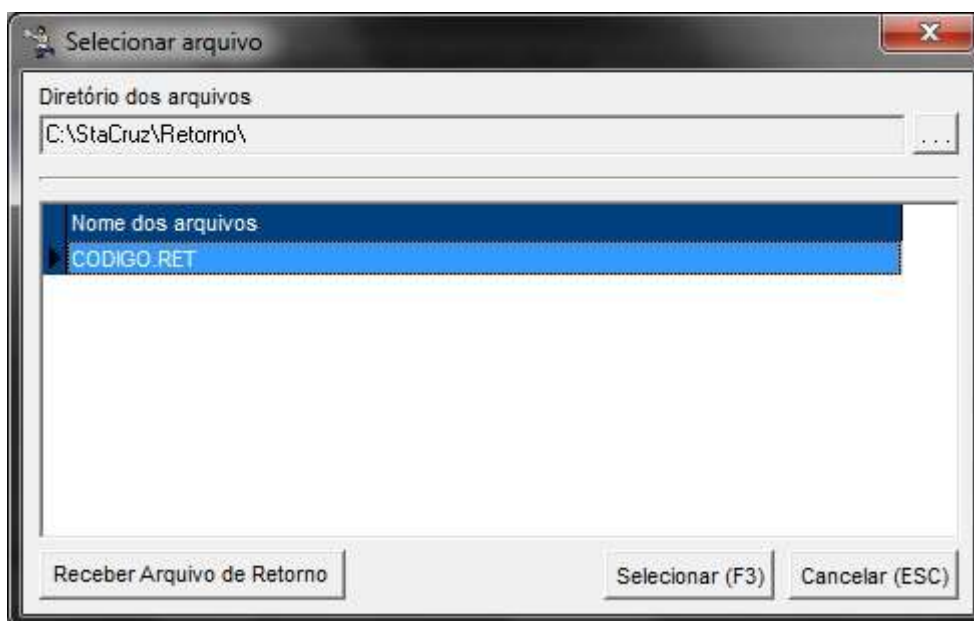 Selecionar arquivo
Diretório dos arquivos
C:\StaCruz\Retorno\
...
Nome dos arquivos
CODIGO.RET
Receber Arquivo de Retorno
Selecionar (F3)
Cancelar (ESC)